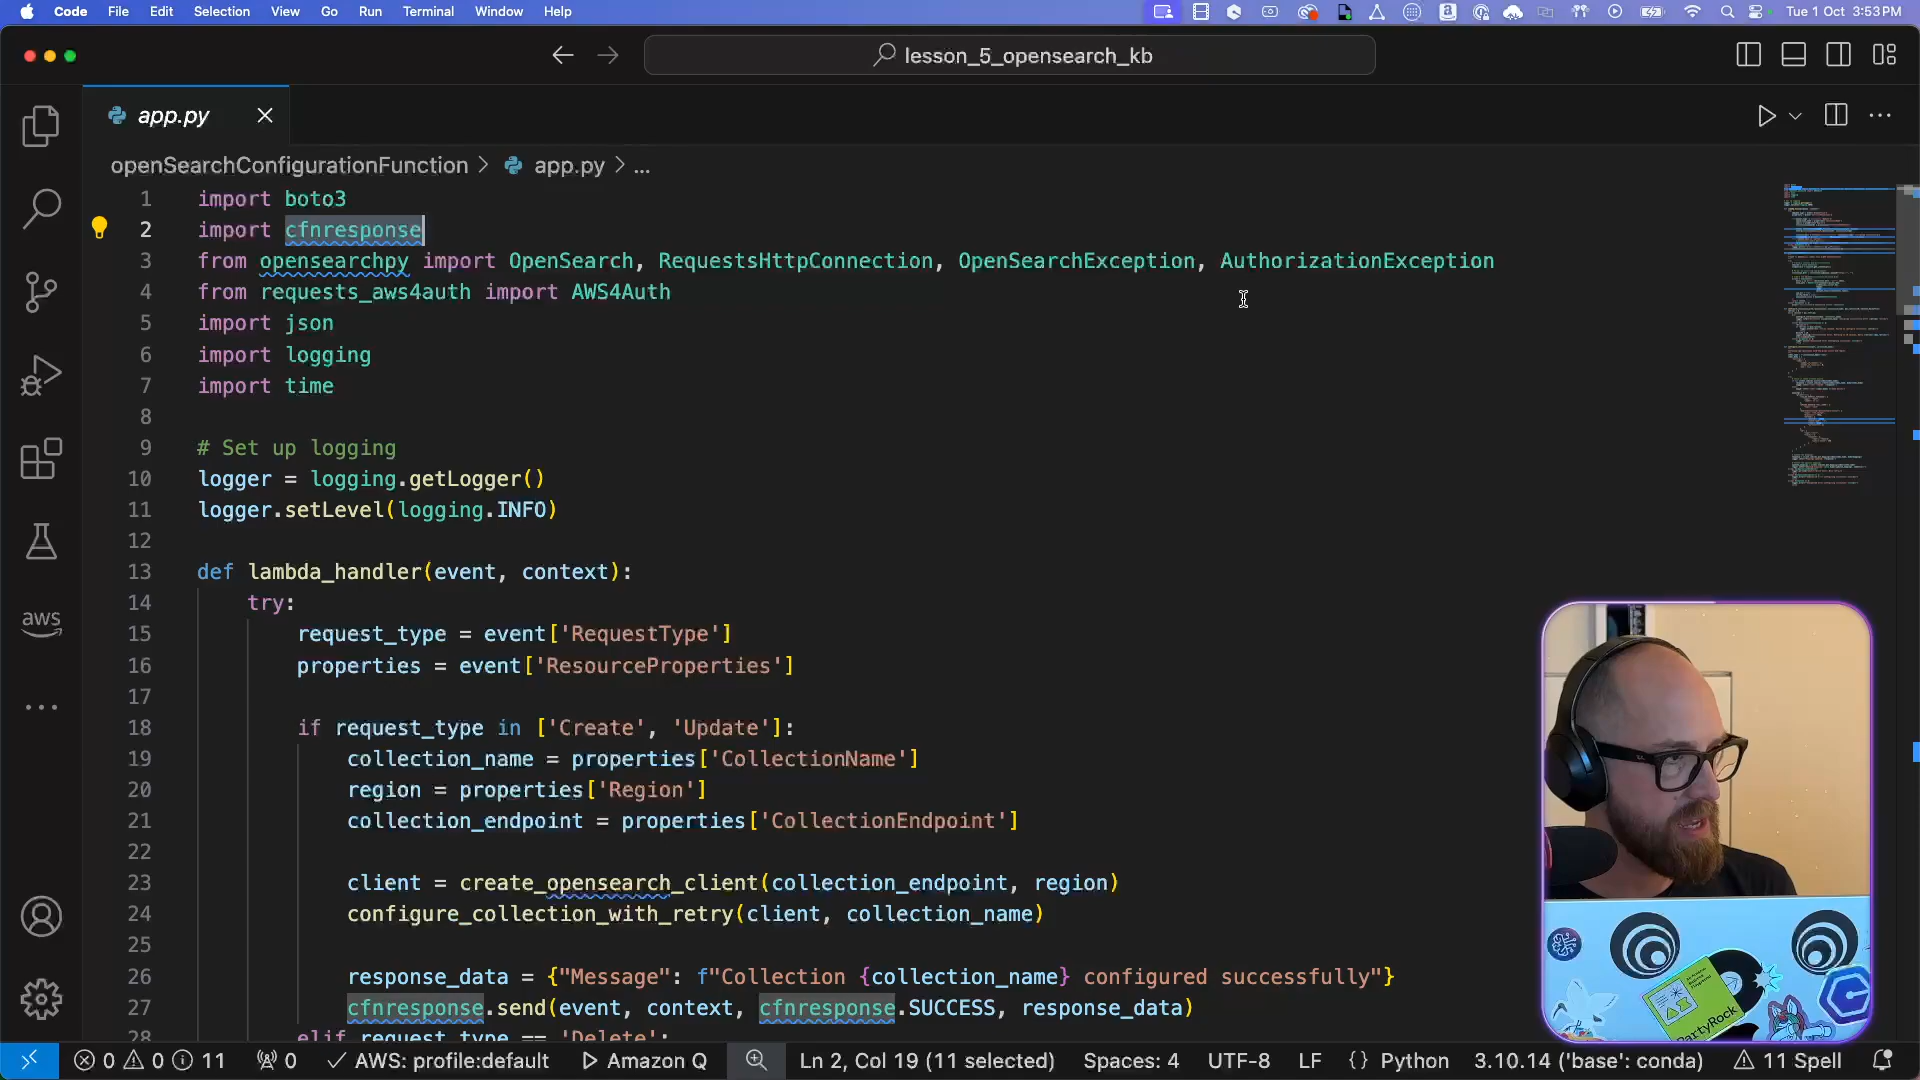 Code File Edit Selection View Go Run Terminal Window Help
Tue 1 Oct 3:53 PM
lesson_5_opensearch_kb
app.py
openSearchConfigurationFunction > app.py > ...
1 import boto3
2 import cfnresponse
3 from opensearchpy import OpenSearch, RequestsHttpConnection, OpenSearchException, AuthorizationException
4 from requests_aws4auth import AWS4Auth
5 import json
6 import logging
7 import time
8
9 # Set up logging
10 logger = logging.getLogger()
11 logger.setLevel(logging.INFO)
12
13 def lambda_handler(event, context):
14 try:
15 request_type = event['RequestType']
16 properties = event['ResourceProperties']
17
18 if request_type in ['Create', 'Update']:
19 collection_name = properties['CollectionName']
20 region = properties['Region']
21 collection_endpoint = properties['CollectionEndpoint']
22
23 client = create_opensearch_client(collection_endpoint, region)
24 configure_collection_with_retry(client, collection_name)
25
26 response_data = {"Message": f"Collection {collection_name} configured successfully"}
27 cfnresponse.send(event, context, cfnresponse.SUCCESS, response_data)
28 elif request_type == 'Delete':
aws
PartyRock
0 0 11 0 AWS: profile:default Amazon Q Ln 2, Col 19 (11 selected) Spaces: 4 UTF-8 LF {} Python 3.10.14 ('base': conda) 11 Spell